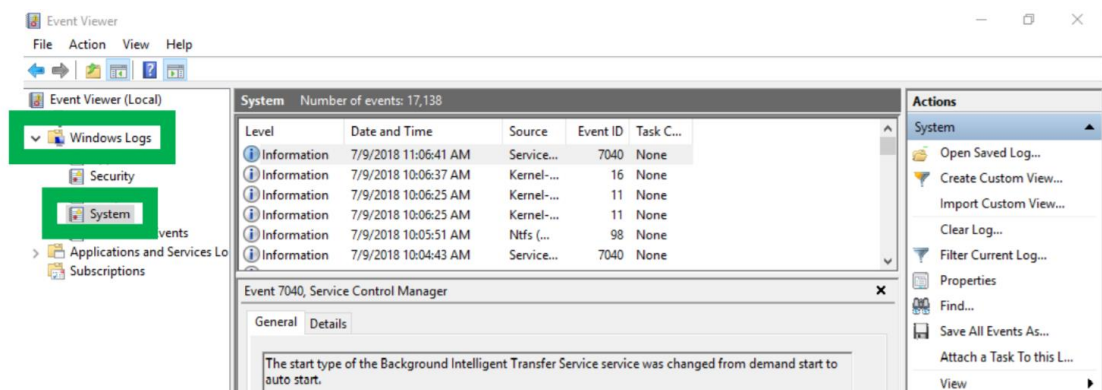 Event Viewer
File Action View Help
Event Viewer (Local)
Windows Logs
Security
System
vents
Applications and Services Lo
Subscriptions
System Number of events: 17,138
Level Date and Time Source Event ID Task C...
Information 7/9/2018 11:06:41 AM Service... 7040 None
Information 7/9/2018 10:06:37 AM Kernel-... 16 None
Information 7/9/2018 10:06:25 AM Kernel-... 11 None
Information 7/9/2018 10:06:25 AM Kernel-... 11 None
Information 7/9/2018 10:05:51 AM Ntfs (... 98 None
Information 7/9/2018 10:04:43 AM Service... 7040 None
Event 7040, Service Control Manager
General Details
The start type of the Background Intelligent Transfer Service service was changed from demand start to
auto start.
Actions
System
Open Saved Log...
Create Custom View...
Import Custom View...
Clear Log...
Filter Current Log...
Properties
Find...
Save All Events As...
Attach a Task To this L...
View